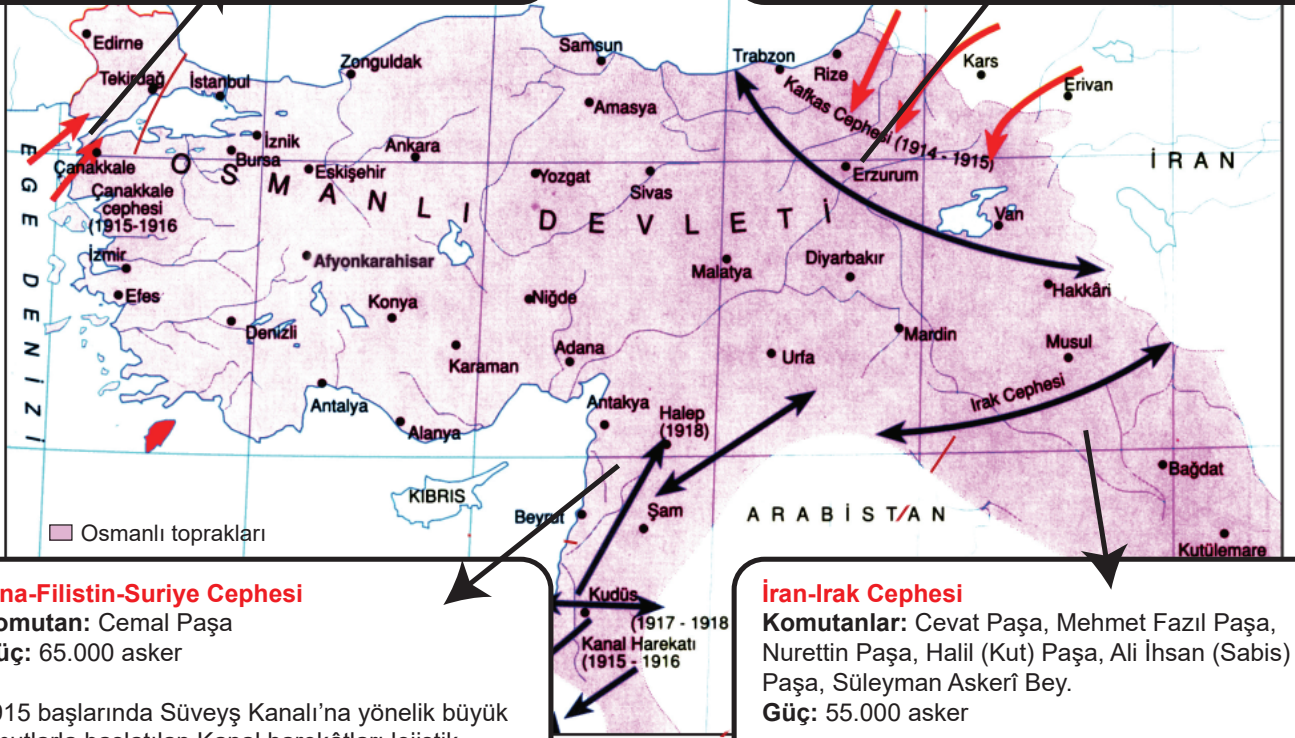 Edirne
Tekirdağ
İstanbul
Zonguldak
Samsun
Trabzon
Rize
Kars
Erivan
Amasya
Kafkas Cephesi (1914 - 1915)
İznik
Bursa
Ankara
Eskişehir
Yozgat
Sivas
Erzurum
İRAN
Çanakkale
Çanakkale
cephesi
(1915-1916
EGE DENİZİ
OSMANLI DEVLETİ
Van
İzmir
Afyonkarahisar
Malatya
Diyarbakır
Efes
Konya
Niğde
Hakkâri
Denizli
Mardin
Musul
Karaman
Adana
Urfa
Irak Cephesi
Antalya
Alanya
Antakya
Halep
(1918)
Bağdat
KIBRIS
Beyrut
Şam
ARABİSTAN
Kutülemare
Osmanlı toprakları
Kudüs
(1917 - 1918
Kanal Harekatı
(1915 - 1916
na-Filistin-Suriye Cephesi
omutan: Cemal Paşa
üç: 65.000 asker
915 başlarında Süveyş Kanalı’na yönelik büyük
İran-Irak Cephesi
Komutanlar: Cevat Paşa, Mehmet Fazıl Paşa,
Nurettin Paşa, Halil (Kut) Paşa, Ali İhsan (Sabis)
Paşa, Süleyman Askerî Bey.
Güç: 55.000 asker